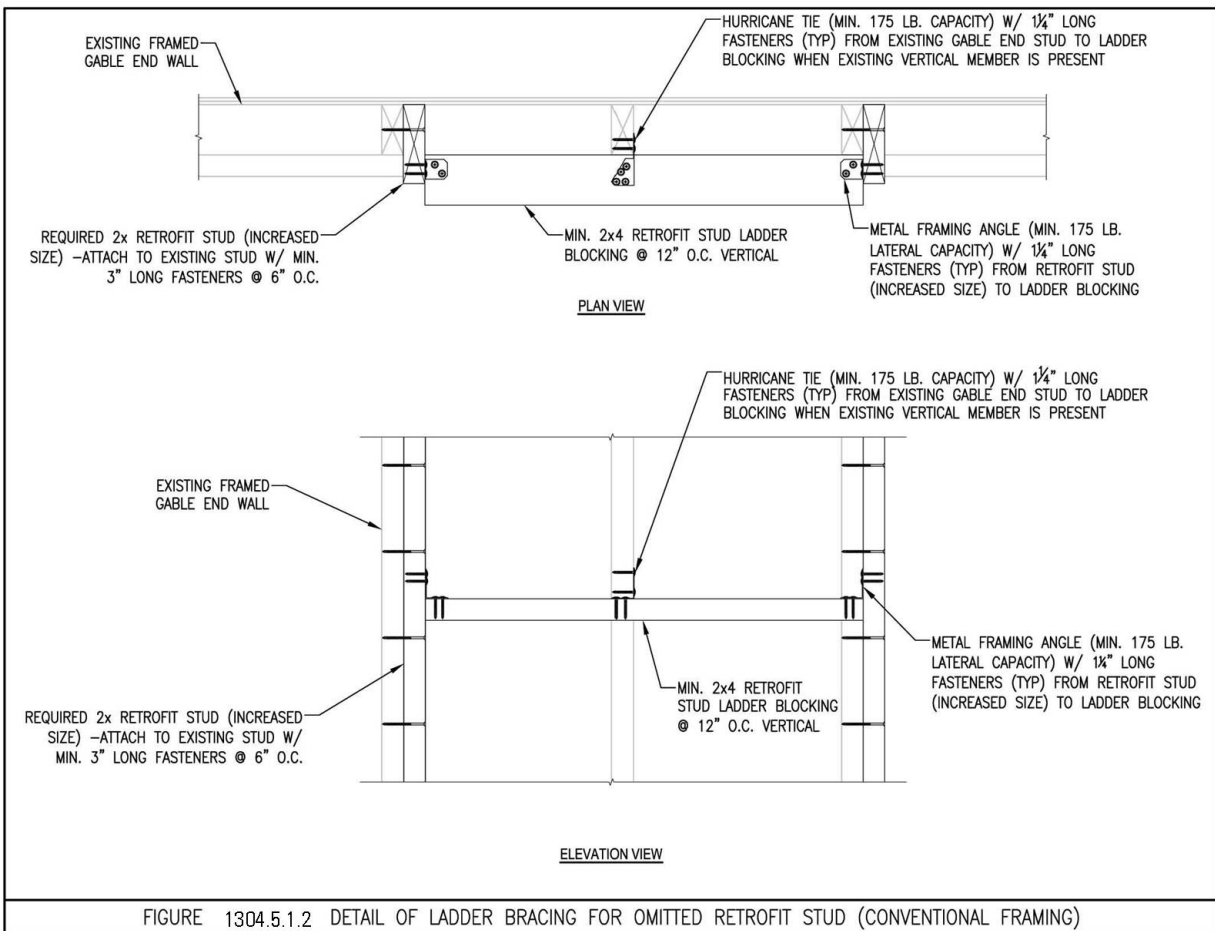 HURRICANE TIE (MIN. 175 LB. CAPACITY) W/ 1¼" LONG
FASTENERS (TYP) FROM EXISTING GABLE END STUD TO LADDER
BLOCKING WHEN EXISTING VERTICAL MEMBER IS PRESENT
EXISTING FRAMED
GABLE END WALL
REQUIRED 2x RETROFIT STUD (INCREASED
SIZE) –ATTACH TO EXISTING STUD W/ MIN.
3" LONG FASTENERS @ 6" O.C.
MIN. 2x4 RETROFIT STUD LADDER
BLOCKING @ 12" O.C. VERTICAL
METAL FRAMING ANGLE (MIN. 175 LB.
LATERAL CAPACITY) W/ 1¼" LONG
FASTENERS (TYP) FROM RETROFIT STUD
(INCREASED SIZE) TO LADDER BLOCKING
PLAN VIEW
HURRICANE TIE (MIN. 175 LB. CAPACITY) W/ 1¼" LONG
FASTENERS (TYP) FROM EXISTING GABLE END STUD TO LADDER
BLOCKING WHEN EXISTING VERTICAL MEMBER IS PRESENT
EXISTING FRAMED
GABLE END WALL
METAL FRAMING ANGLE (MIN. 175 LB.
LATERAL CAPACITY) W/ 1¼" LONG
FASTENERS (TYP) FROM RETROFIT STUD
(INCREASED SIZE) TO LADDER BLOCKING
MIN. 2x4 RETROFIT
STUD LADDER BLOCKING
@ 12" O.C. VERTICAL
REQUIRED 2x RETROFIT STUD (INCREASED
SIZE) –ATTACH TO EXISTING STUD W/
MIN. 3" LONG FASTENERS @ 6" O.C.
ELEVATION VIEW
FIGURE 1304.5.1.2 DETAIL OF LADDER BRACING FOR OMITTED RETROFIT STUD (CONVENTIONAL FRAMING)